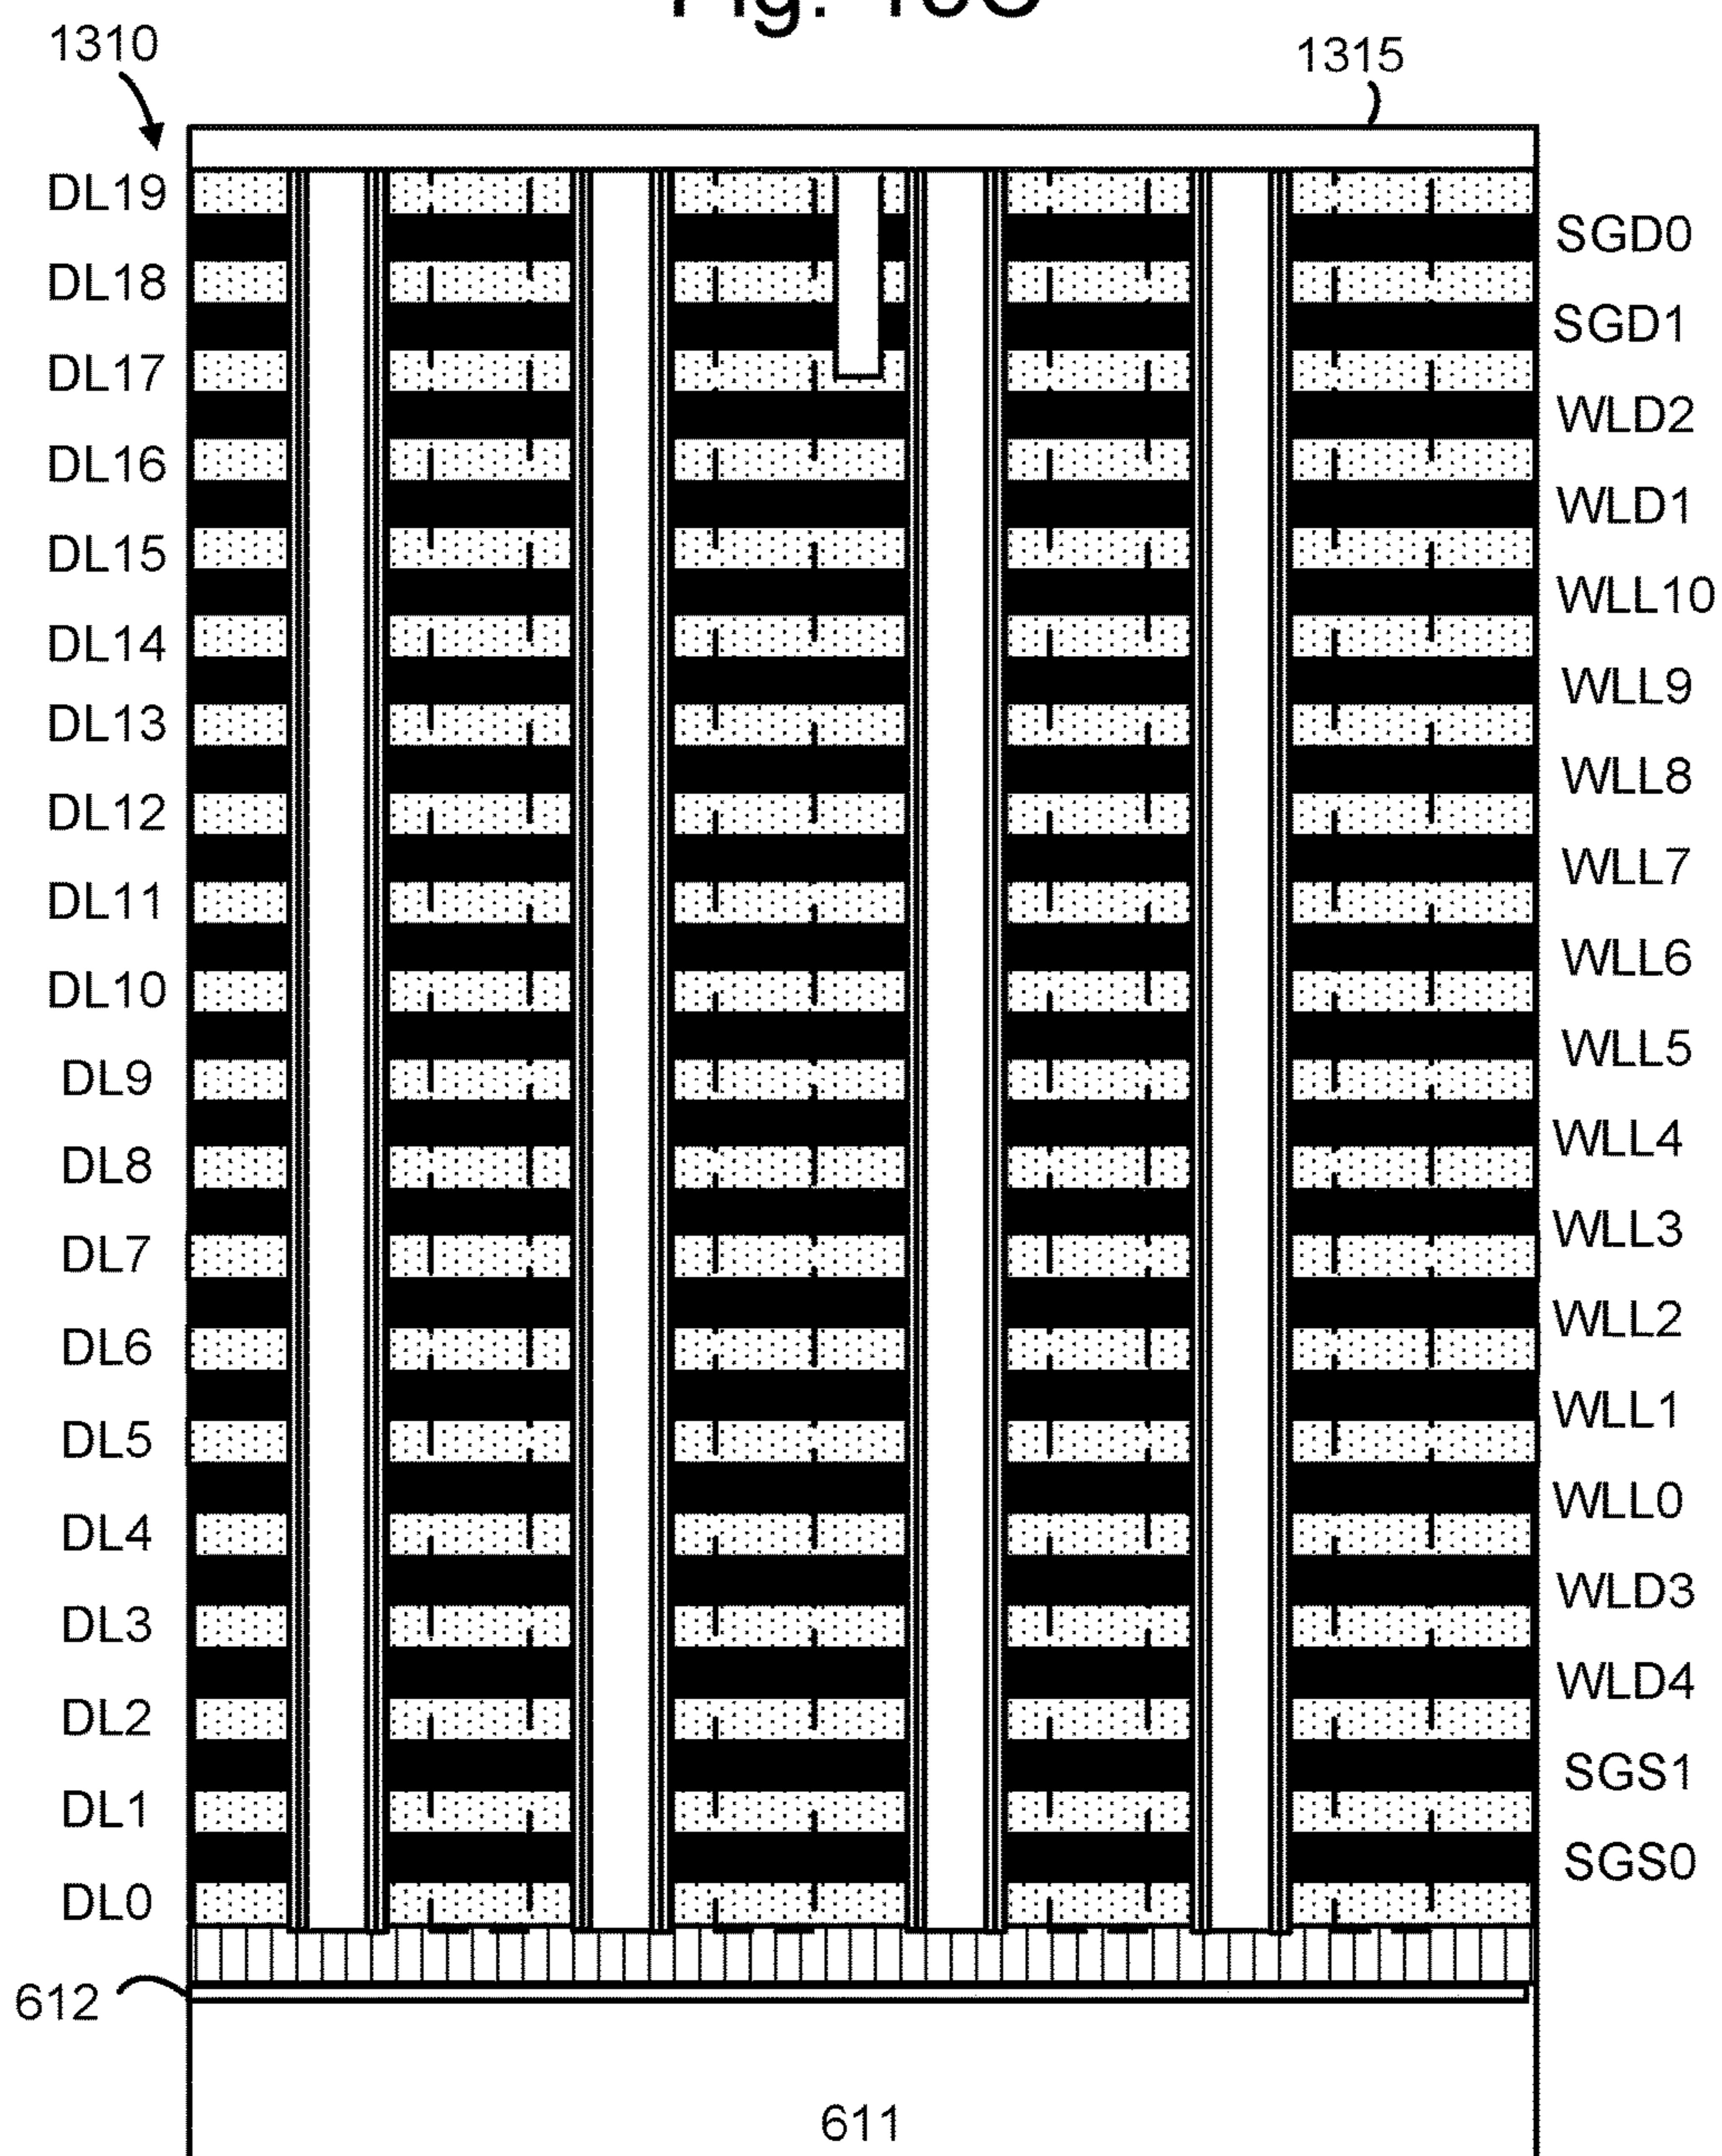 1310
1315
DL19
SGD0
DL18
SGD1
DL17
WLD2
DL16
WLD1
DL15
WLL10
DL14
WLL9
DL13
WLL8
DL12
WLL7
DL11
WLL6
DL10
WLL5
DL9
WLL4
DL8
WLL3
DL7
WLL2
DL6
WLL1
DL5
WLL0
DL4
WLD3
DL3
WLD4
DL2
SGS1
DL1
SGS0
DL0
612
611